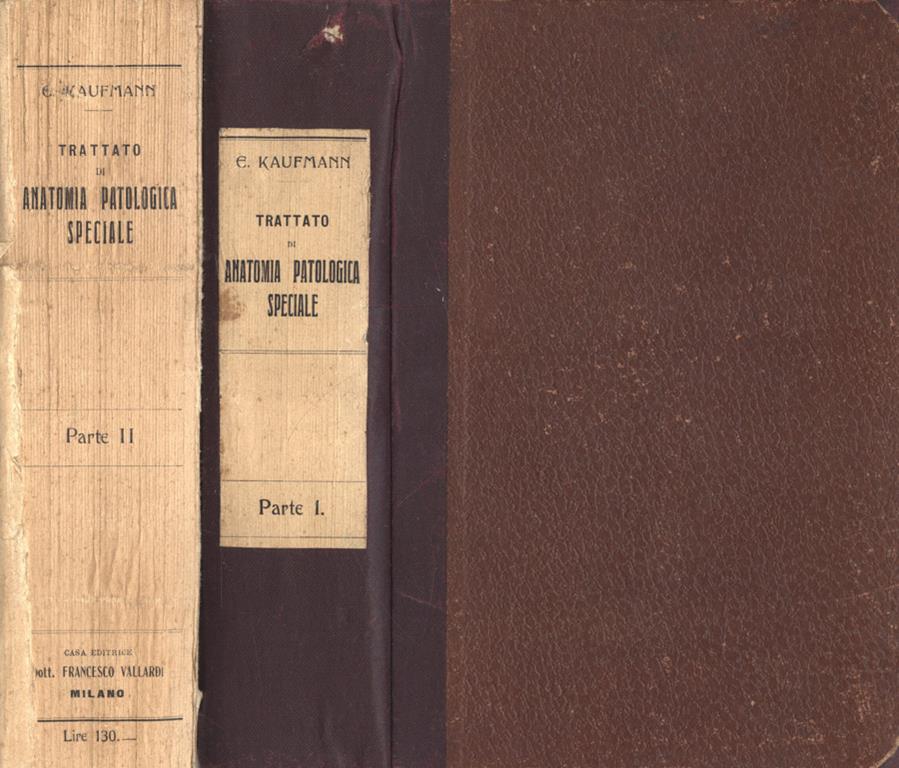 E. KAUFMANN
TRATTATO
DI
ANATOMIA PATOLOGICA
SPECIALE
Parte II
CASA EDITRICE
Dott. FRANCESCO VALLARDI
MILANO
Lire 130.—
E. KAUFMANN
TRATTATO
DI
ANATOMIA PATOLOGICA
SPECIALE
Parte I.